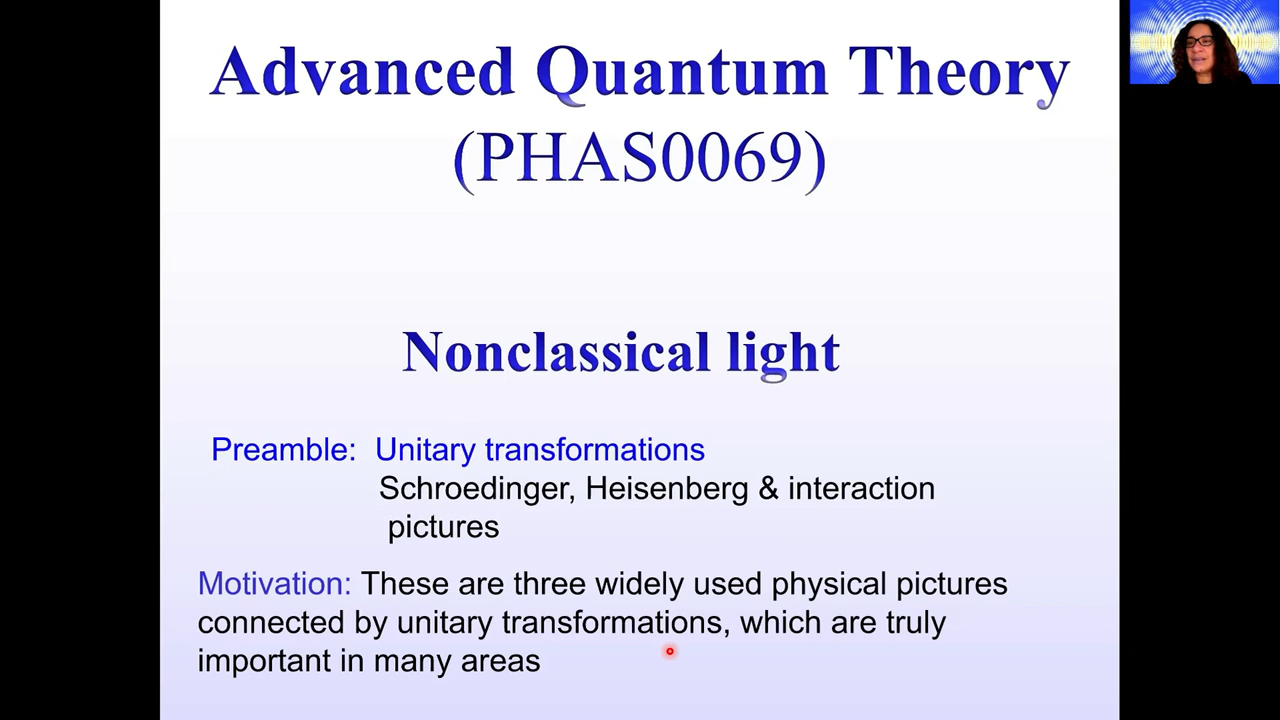 Advanced Quantum Theory
(PHAS0069)
Nonclassical light
Preamble: Unitary transformations
Schroedinger, Heisenberg & interaction
pictures
Motivation: These are three widely used physical pictures
connected by unitary transformations, which are truly
important in many areas